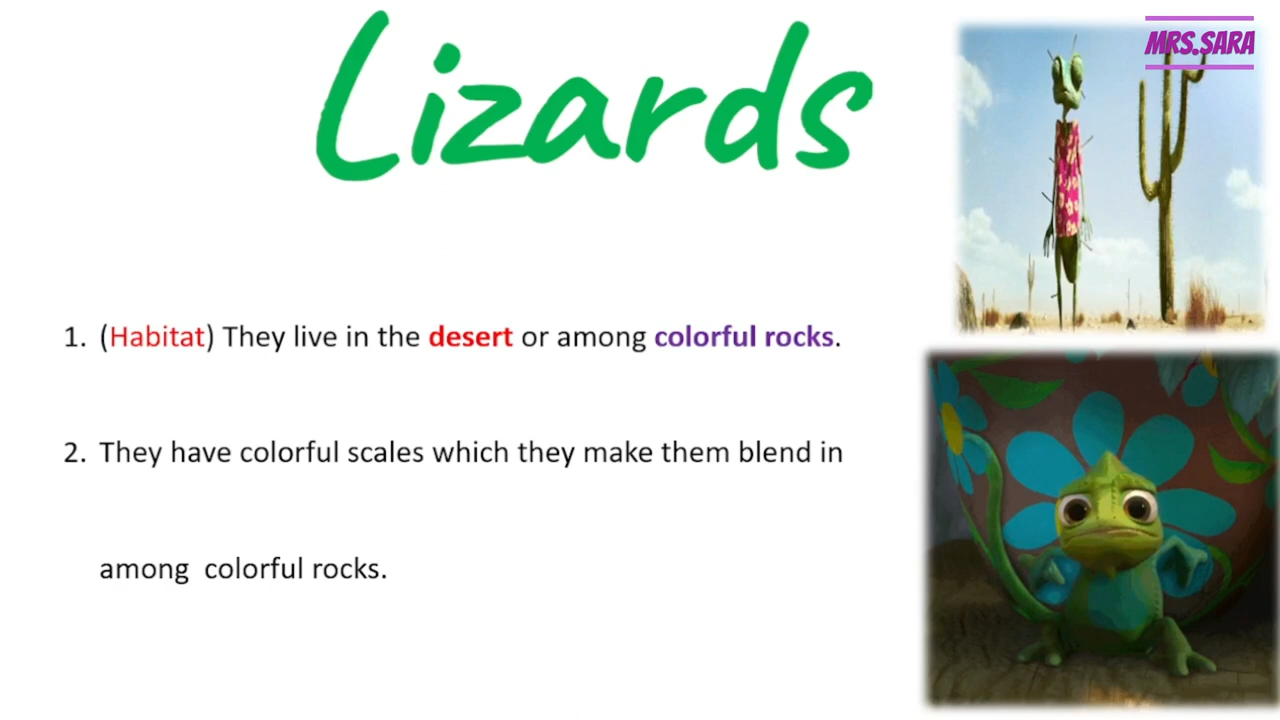 Lizards
MRS.SARA
1. (Habitat) They live in the desert or among colorful rocks.
2. They have colorful scales which they make them blend in
among colorful rocks.